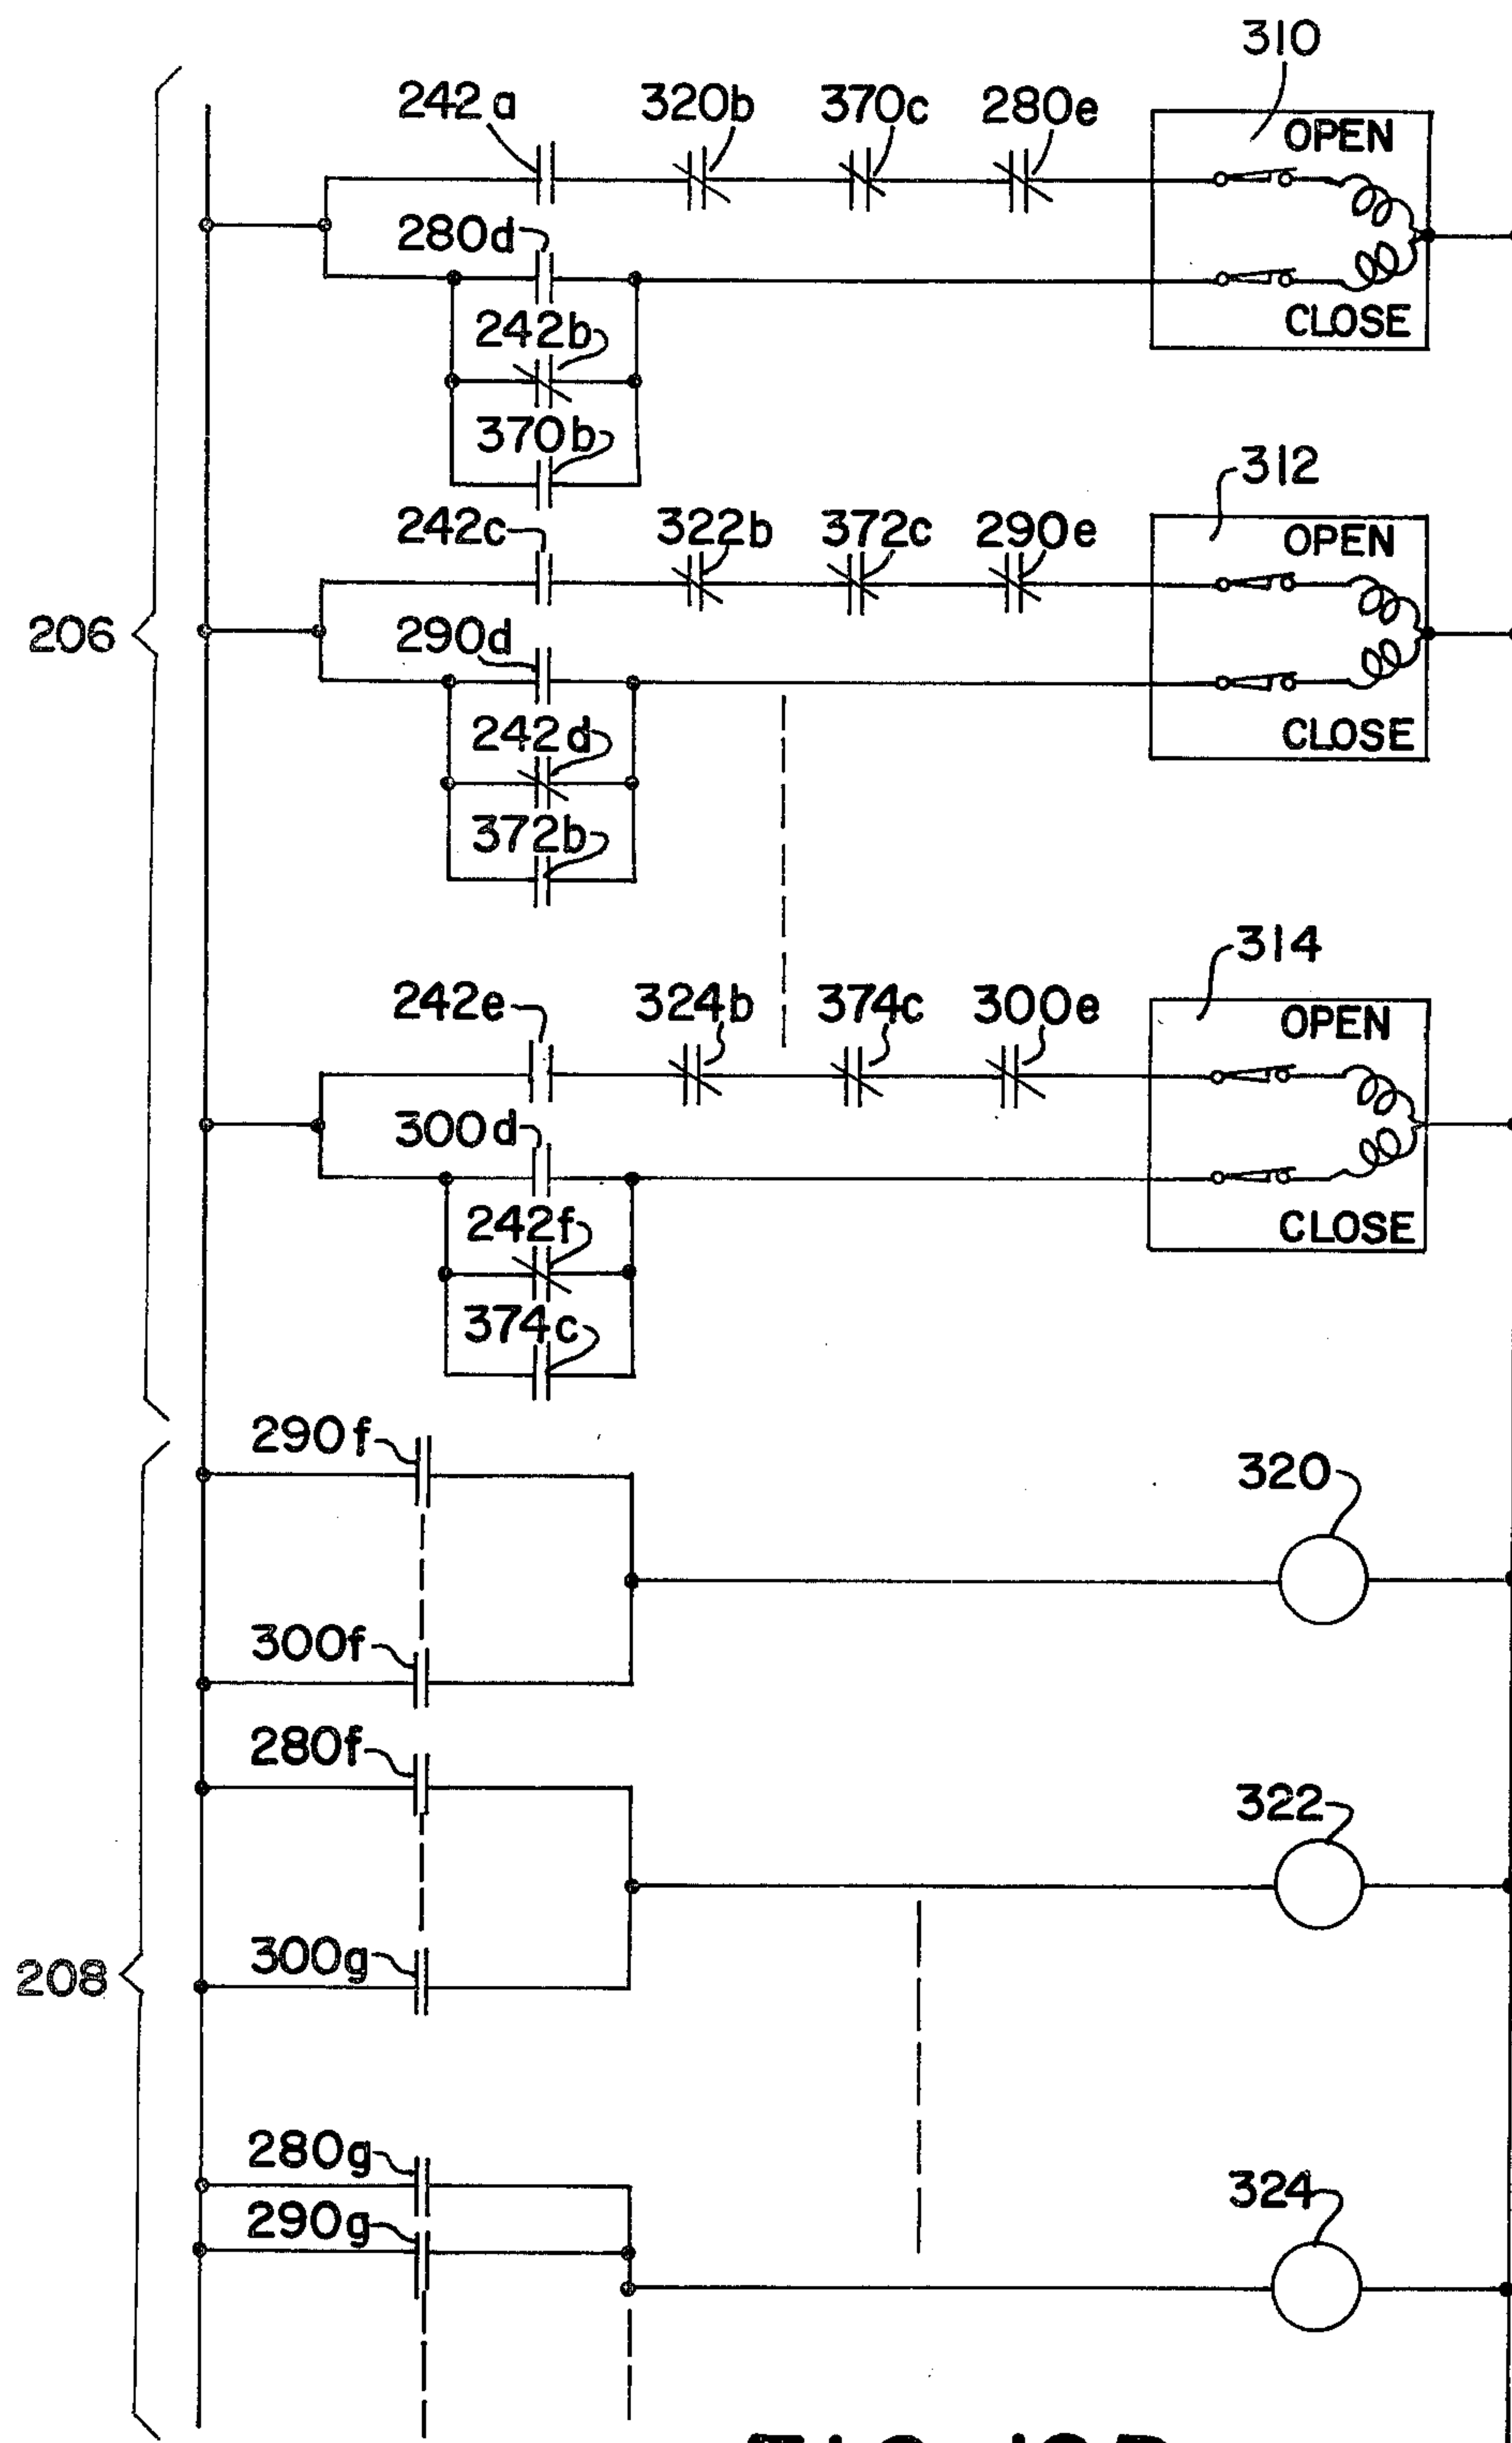 310
242a 320b 370c 280e
OPEN
280d
242b
CLOSE
370b
312
242c 322b 372c 290e
OPEN
206
290d
242d
CLOSE
372b
314
242e 324b 374c 300e
OPEN
300d
242f
CLOSE
374c
290f
320
300f
280f
322
300g
208
280g
324
290g